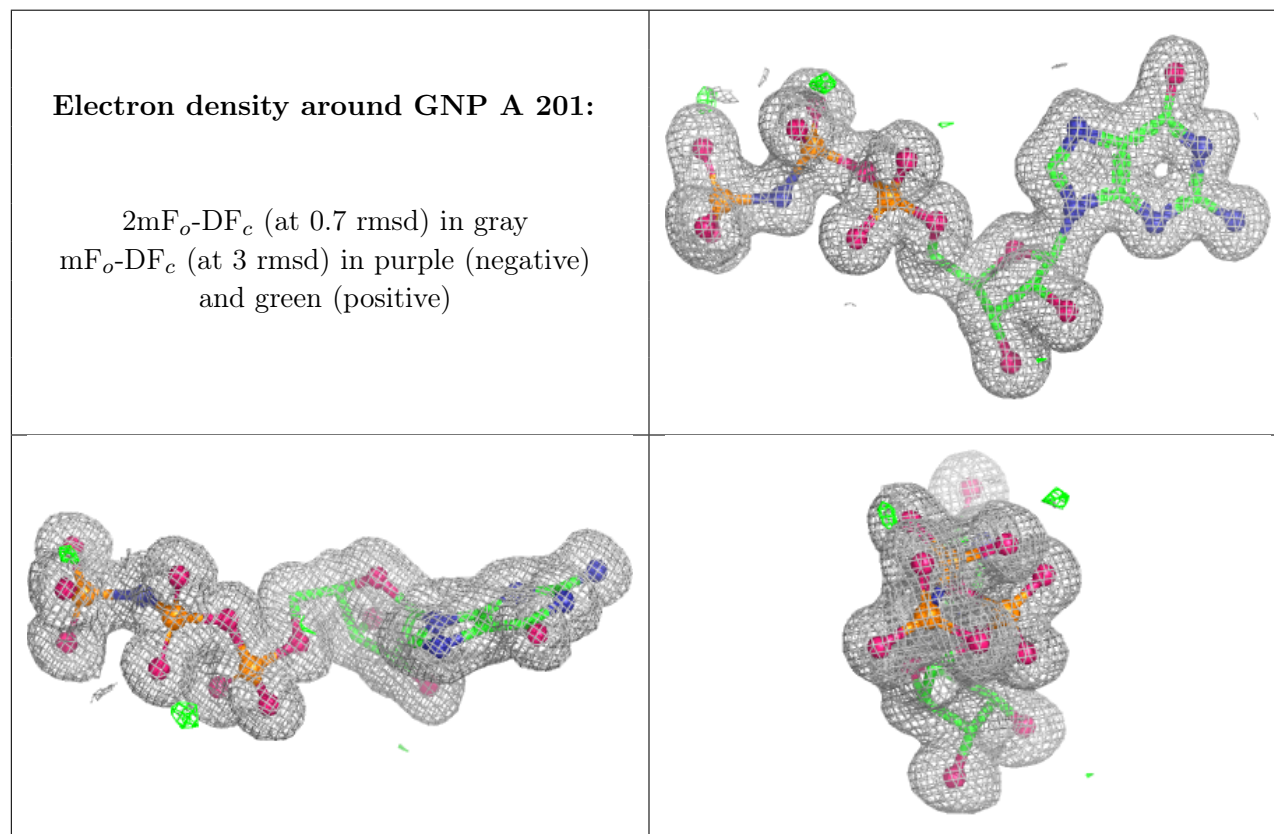 Electron density around GNP A 201:
2mFo-DFc (at 0.7 rmsd) in gray
mFo-DFc (at 3 rmsd) in purple (negative)
and green (positive)